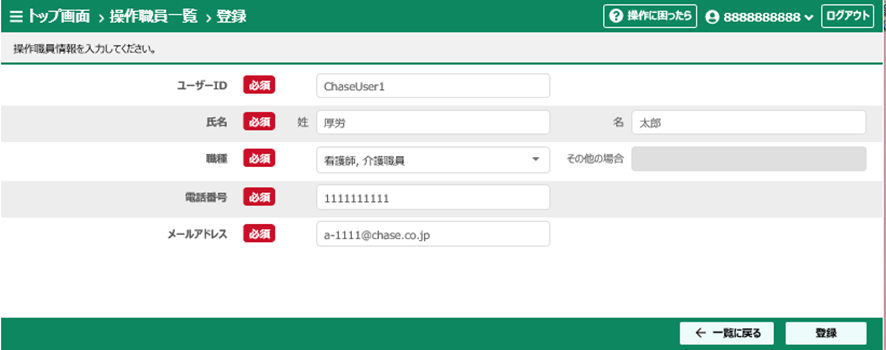 トップ画面 > 操作職員一覧 > 登録 ? 操作に困ったら 8888888888 ログアウト
操作職員情報を入力してください。
ユーザーID 必須 ChaseUser1
氏名 必須 姓 厚労 名 太郎
職種 必須 看護師, 介護職員 その他の場合
電話番号 必須 1111111111
メールアドレス 必須 a-1111@chase.co.jp
← 一覧に戻る 登録